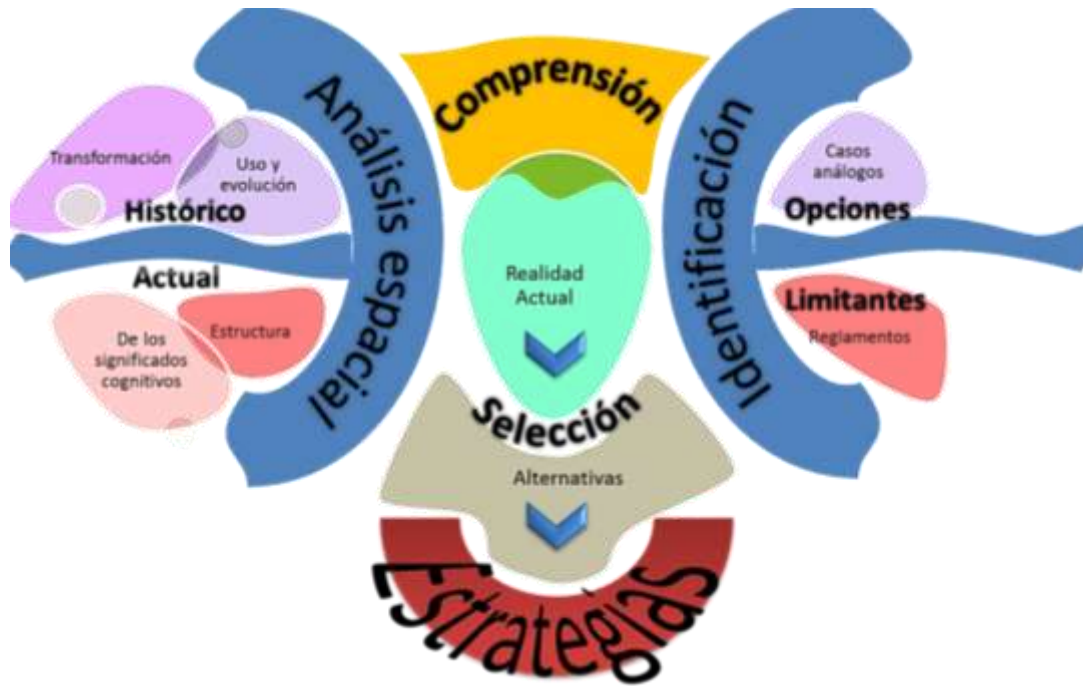 Análisis espacial
Transformación
Uso y
evolución
Histórico
Actual
De los
significados
cognitivos
Estructura
Comprensión
Realidad
Actual
Selección
Alternativas
Estrategias
Identificación
Casos
análogos
Opciones
Limitantes
Reglamentos